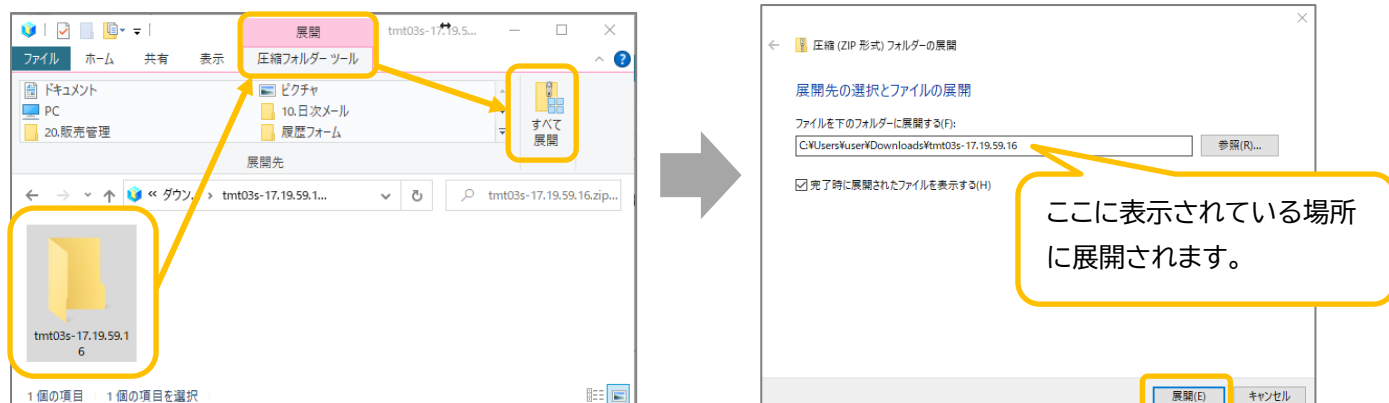 展開
tmt03s-17.19.5...
ファイル ホーム 共有 表示 圧縮フォルダー ツール
ドキュメント
ピクチャ
PC
10.日次メール
20.販売管理
履歴フォーム
すべて
展開
展開先
« ダウン... › tmt03s-17.19.59.1...
tmt03s-17.19.59.16.zip...
tmt03s-17.19.59.1
6
1 個の項目 1 個の項目を選択
圧縮 (ZIP 形式) フォルダーの展開
展開先の選択とファイルの展開
ファイルを下のフォルダーに展開する(F):
C:¥Users¥user¥Downloads¥tmt03s-17.19.59.16
参照(R)...
完了時に展開されたファイルを表示する(H)
ここに表示されている場所
に展開されます。
展開(E) キャンセル